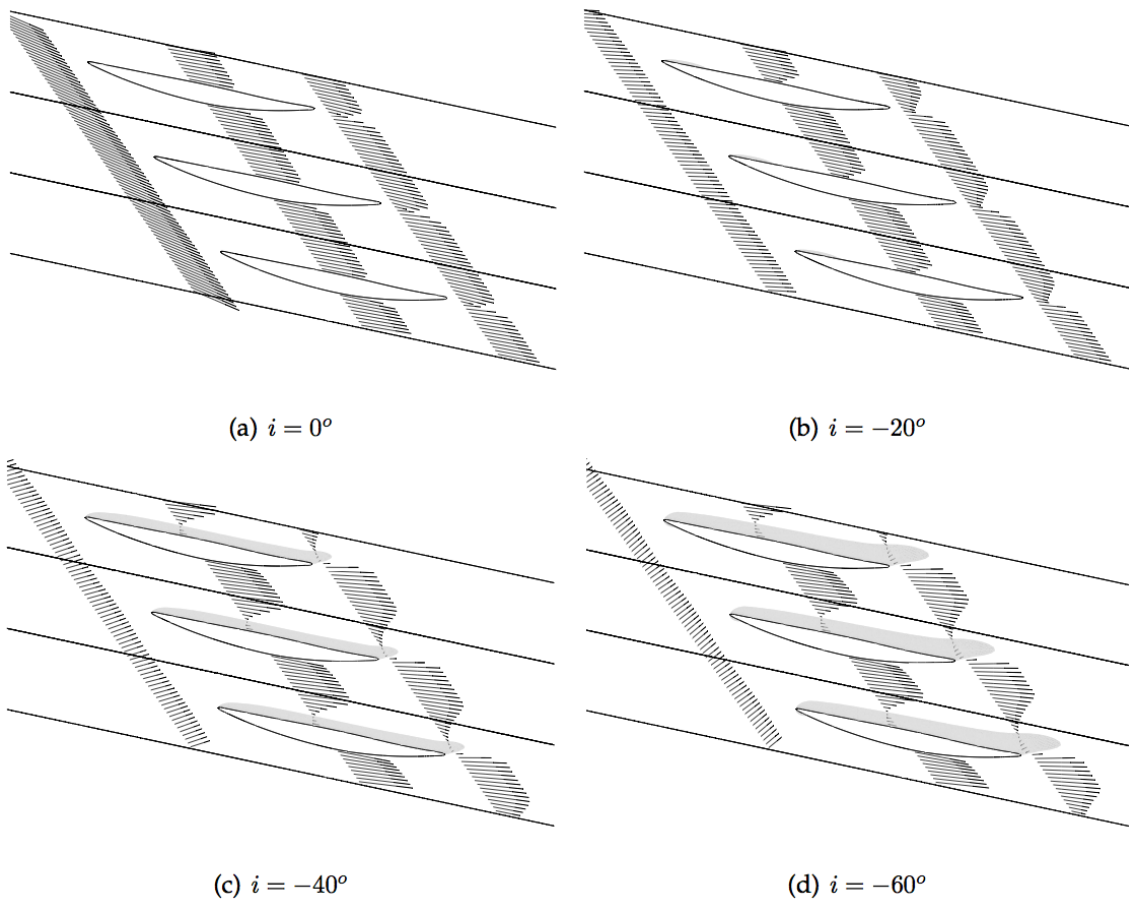 (a) i = 0°
(b) i = −20°
(c) i = −40°
(d) i = −60°